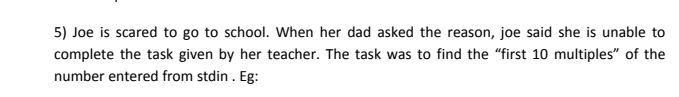 5) Joe is scared to go to school. When her dad asked the reason, joe said she is unable to
complete the task given by her teacher. The task was to find the “first 10 multiples” of the
number entered from stdin . Eg: